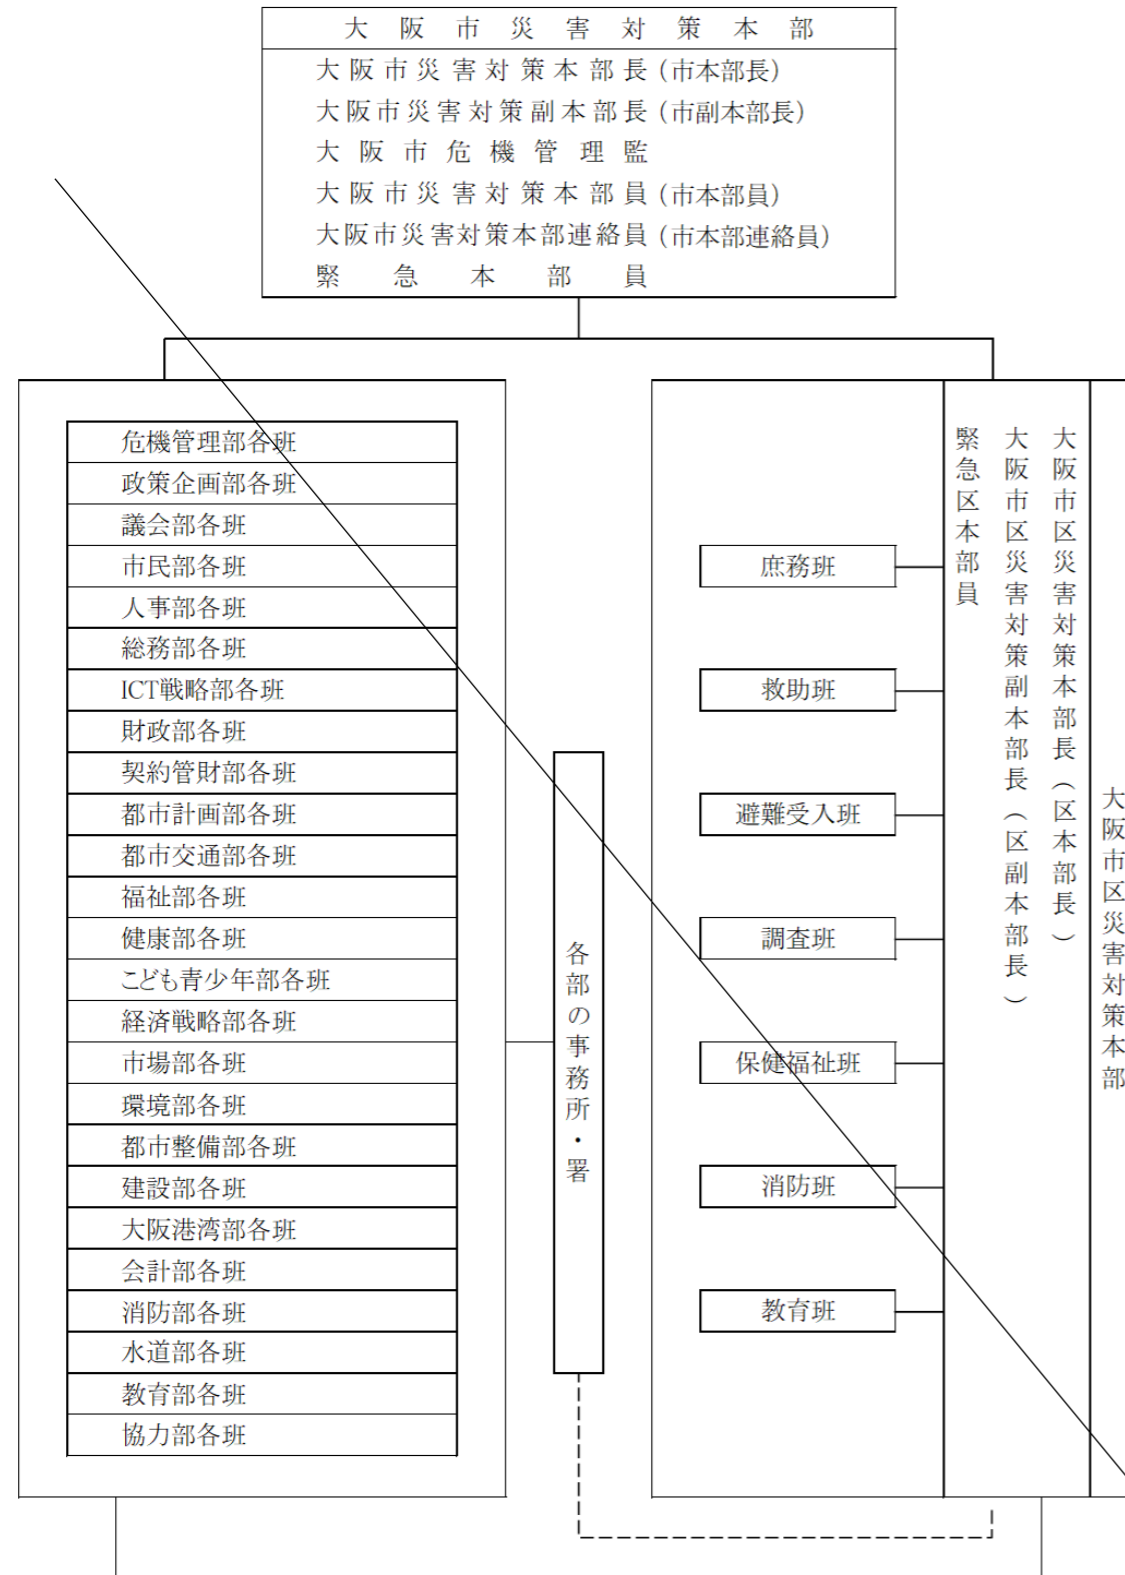 大阪市災害対策本部
大阪市災害対策本部長(市本部長)
大阪市災害対策副本部長(市副本部長)
大阪市危機管理監
大阪市災害対策本部員(市本部員)
大阪市災害対策本部連絡員(市本部連絡員)
緊急本部員
危機管理部各班
政策企画部各班
議会部各班
市民部各班
人事部各班
総務部各班
ICT戦略部各班
財政部各班
契約管財部各班
都市計画部各班
都市交通部各班
福祉部各班
健康部各班
こども青少年部各班
経済戦略部各班
市場部各班
環境部各班
都市整備部各班
建設部各班
大阪港湾部各班
会計部各班
消防部各班
水道部各班
教育部各班
協力部各班
各部の事務所・署
大阪市区災害対策本部
大阪市区災害対策本部長(区本部長)
大阪市区災害対策副本部長(区副本部長)
緊急区本部員
庶務班
救助班
避難受入班
調査班
保健福祉班
消防班
教育班